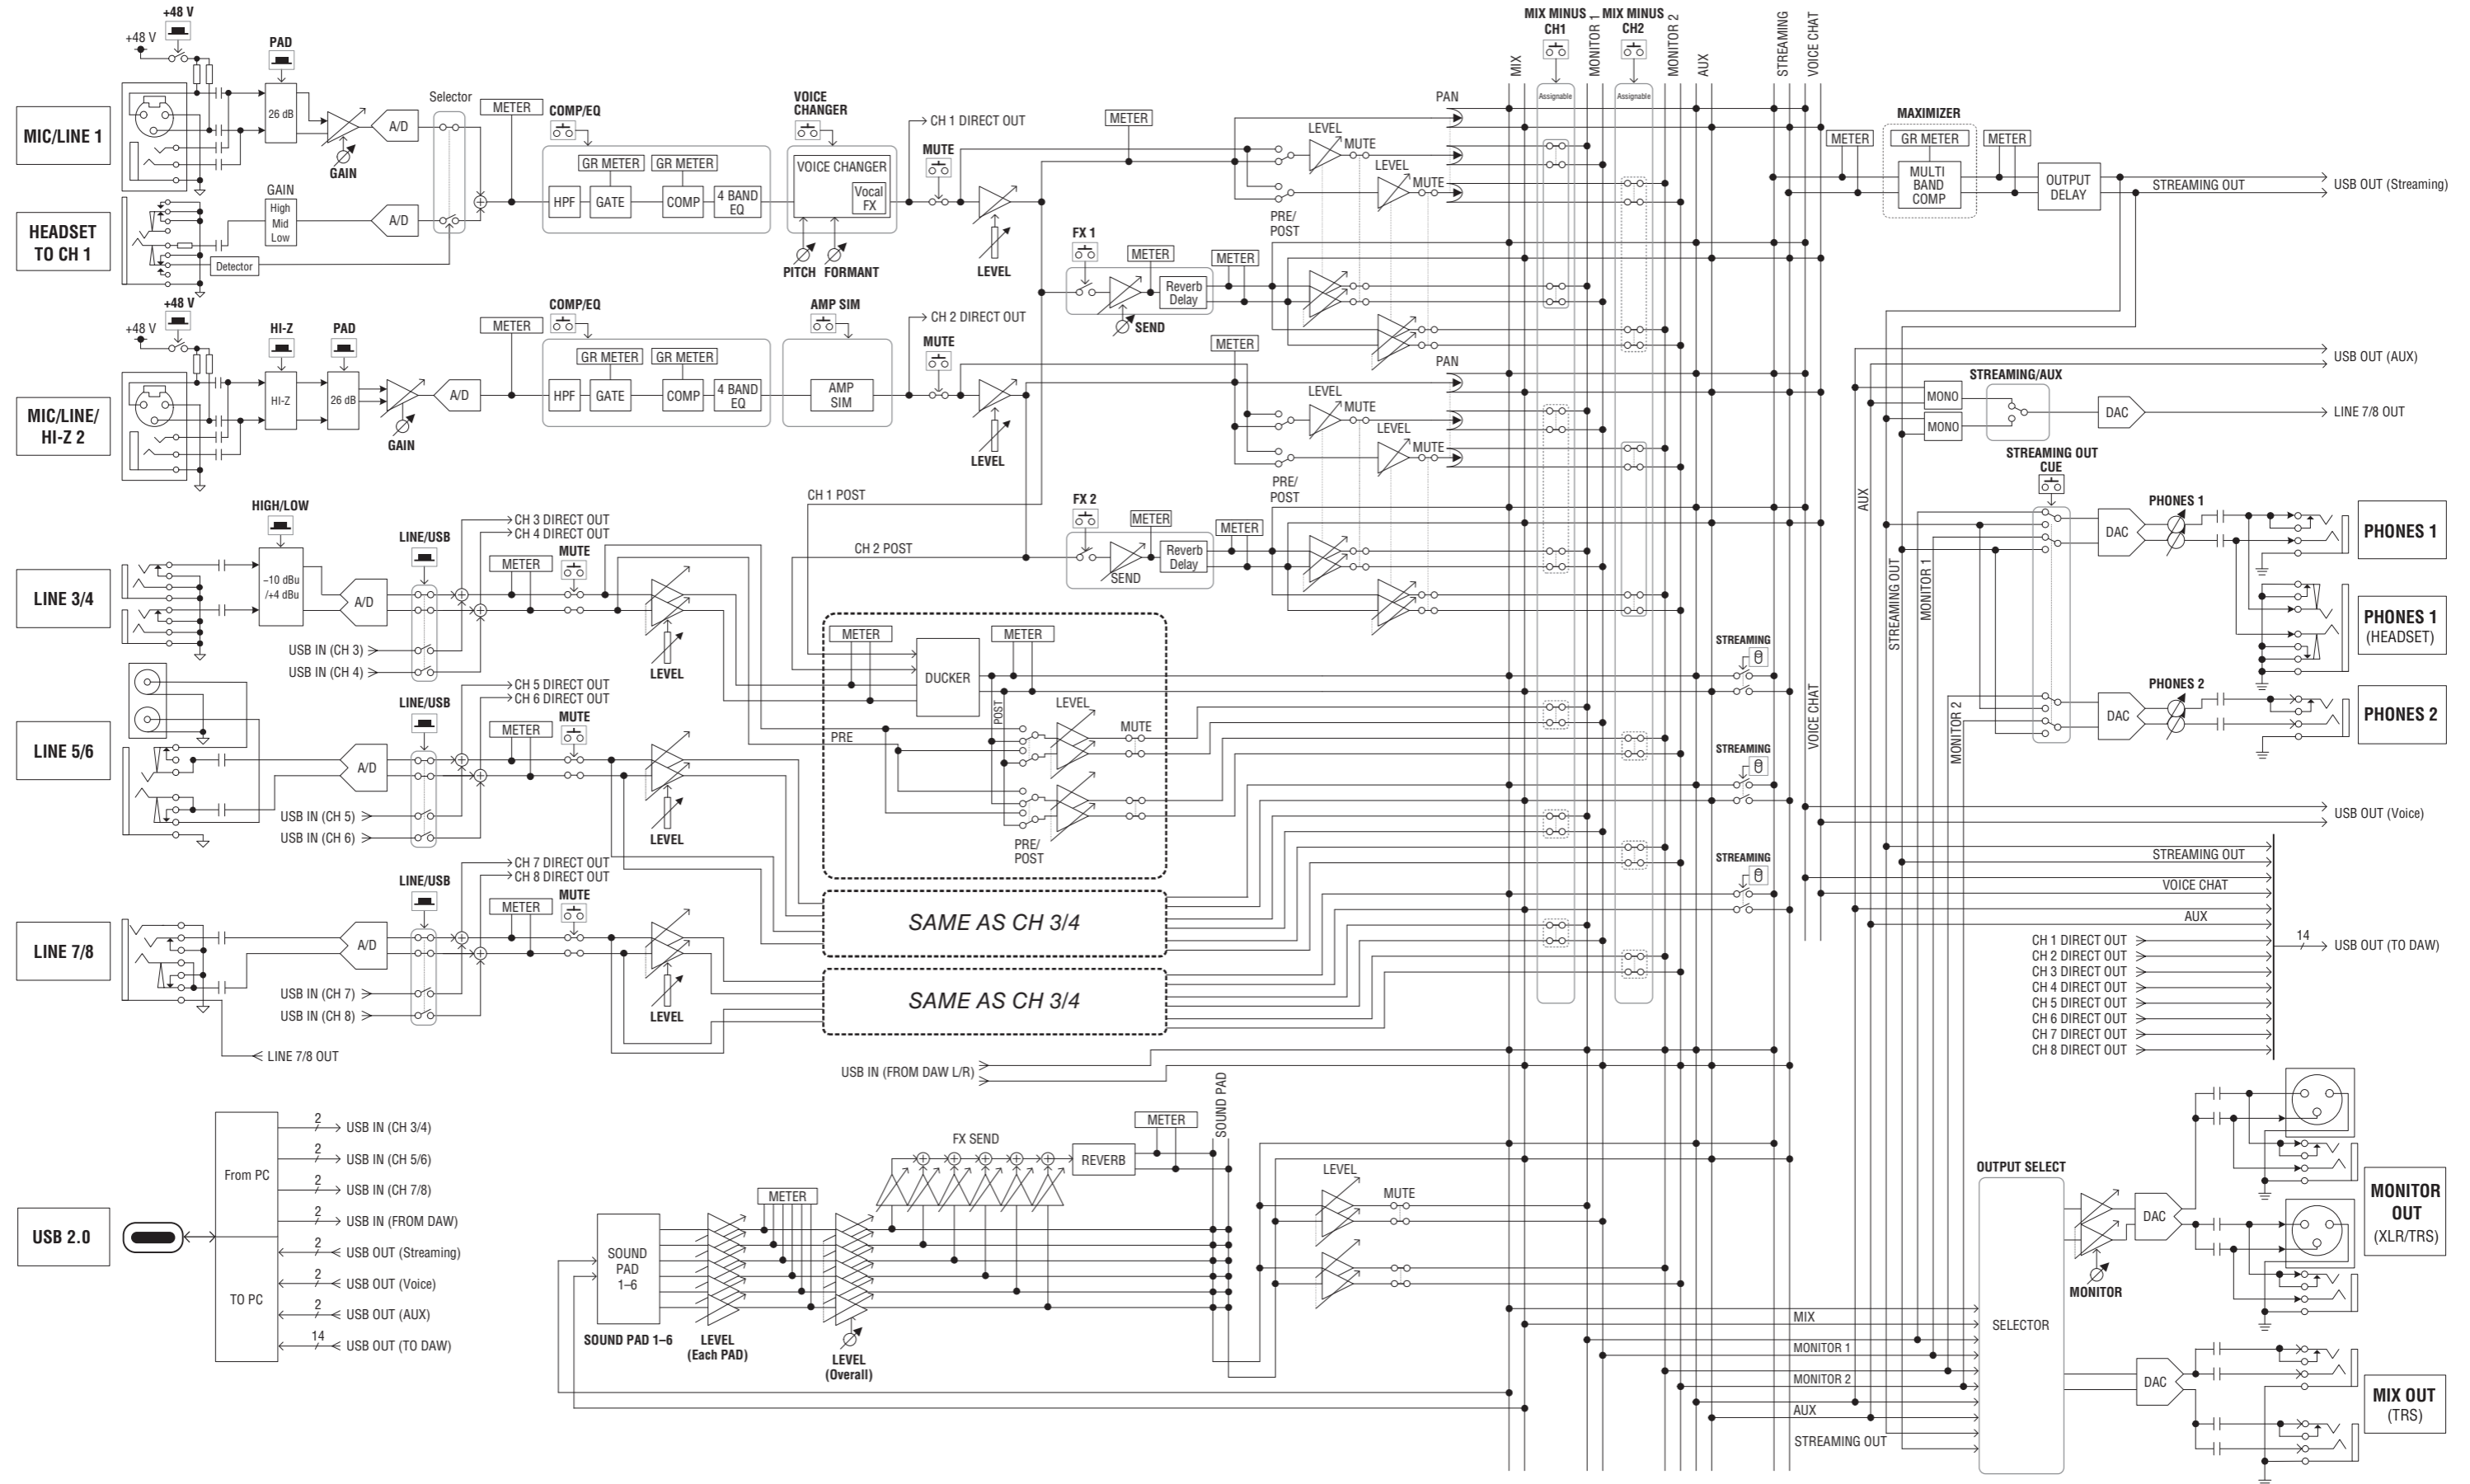 +48 V
+48 V
PAD
26 dB
MIC/LINE 1
GAIN
A/D
Selector
METER
COMP/EQ
GR METER
GR METER
HPF
GATE
COMP
4 BAND
EQ
VOICE
CHANGER
VOICE CHANGER
Vocal
FX
PITCH
FORMANT
CH 1 DIRECT OUT
MUTE
LEVEL
HEADSET
TO CH 1
GAIN
High
Mid
Low
A/D
Detector
METER
LEVEL
MUTE
LEVEL
MUTE
PAN
PRE/
POST
FX 1
METER
METER
Reverb
Delay
SEND
MIX
MIX MINUS
CH1
Assignable
MONITOR 1
MIX MINUS
CH2
Assignable
MONITOR 2
AUX
STREAMING
VOICE CHAT
METER
MAXIMIZER
GR METER
MULTI
BAND
COMP
METER
OUTPUT
DELAY
STREAMING OUT
USB OUT (Streaming)
+48 V
+48 V
HI-Z
HI-Z
PAD
26 dB
MIC/LINE/
HI-Z 2
GAIN
A/D
METER
COMP/EQ
GR METER
GR METER
HPF
GATE
COMP
4 BAND
EQ
AMP SIM
AMP
SIM
CH 2 DIRECT OUT
MUTE
LEVEL
METER
LEVEL
MUTE
LEVEL
MUTE
PAN
PRE/
POST
CH 1 POST
CH 2 POST
FX 2
METER
METER
Reverb
Delay
SEND
USB OUT (AUX)
STREAMING/AUX
MONO
MONO
DAC
LINE 7/8 OUT
STREAMING OUT
CUE
AUX
STREAMING OUT
MONITOR 1
MONITOR 2
VOICE CHAT
DAC
PHONES 1
PHONES 1
PHONES 1
(HEADSET)
DAC
PHONES 2
PHONES 2
HIGH/LOW
LINE 3/4
–10 dBu
/+4 dBu
A/D
LINE/USB
CH 3 DIRECT OUT
CH 4 DIRECT OUT
METER
MUTE
LEVEL
USB IN (CH 3)
USB IN (CH 4)
METER
DUCKER
METER
POST
PRE
LEVEL
MUTE
PRE/
POST
STREAMING
STREAMING
STREAMING
LINE 5/6
A/D
LINE/USB
CH 5 DIRECT OUT
CH 6 DIRECT OUT
METER
MUTE
LEVEL
USB IN (CH 5)
USB IN (CH 6)
SAME AS CH 3/4
LINE 7/8
A/D
LINE/USB
CH 7 DIRECT OUT
CH 8 DIRECT OUT
METER
MUTE
LEVEL
USB IN (CH 7)
USB IN (CH 8)
LINE 7/8 OUT
SAME AS CH 3/4
USB IN (FROM DAW L/R)
USB OUT (Voice)
STREAMING OUT
VOICE CHAT
AUX
CH 1 DIRECT OUT
CH 2 DIRECT OUT
CH 3 DIRECT OUT
CH 4 DIRECT OUT
CH 5 DIRECT OUT
CH 6 DIRECT OUT
CH 7 DIRECT OUT
CH 8 DIRECT OUT
14
USB OUT (TO DAW)
USB 2.0
From PC
TO PC
2
USB IN (CH 3/4)
2
USB IN (CH 5/6)
2
USB IN (CH 7/8)
2
USB IN (FROM DAW)
2
USB OUT (Streaming)
2
USB OUT (Voice)
2
USB OUT (AUX)
14
USB OUT (TO DAW)
SOUND
PAD
1–6
SOUND PAD 1–6
METER
LEVEL
(Each PAD)
LEVEL
(Overall)
FX SEND
REVERB
METER
SOUND PAD
LEVEL
MUTE
MIX
MONITOR 1
MONITOR 2
AUX
STREAMING OUT
OUTPUT SELECT
SELECTOR
MONITOR
DAC
MONITOR
OUT
(XLR/TRS)
DAC
MIX OUT
(TRS)